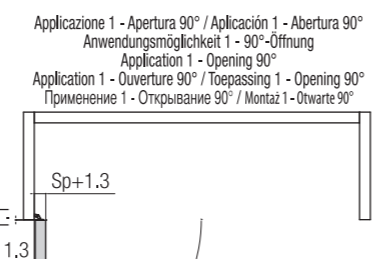 Applicazione 1 - Apertura 90° / Aplicación 1 - Abertura 90°
Anwendungsmöglichkeit 1 - 90°-Öffnung
Application 1 - Opening 90°
Application 1 - Ouverture 90° / Toepassing 1 - Opening 90°
Применение 1 - Открывание 90° / Montaż 1 - Otwarte 90°
Sp+1.3
1.3